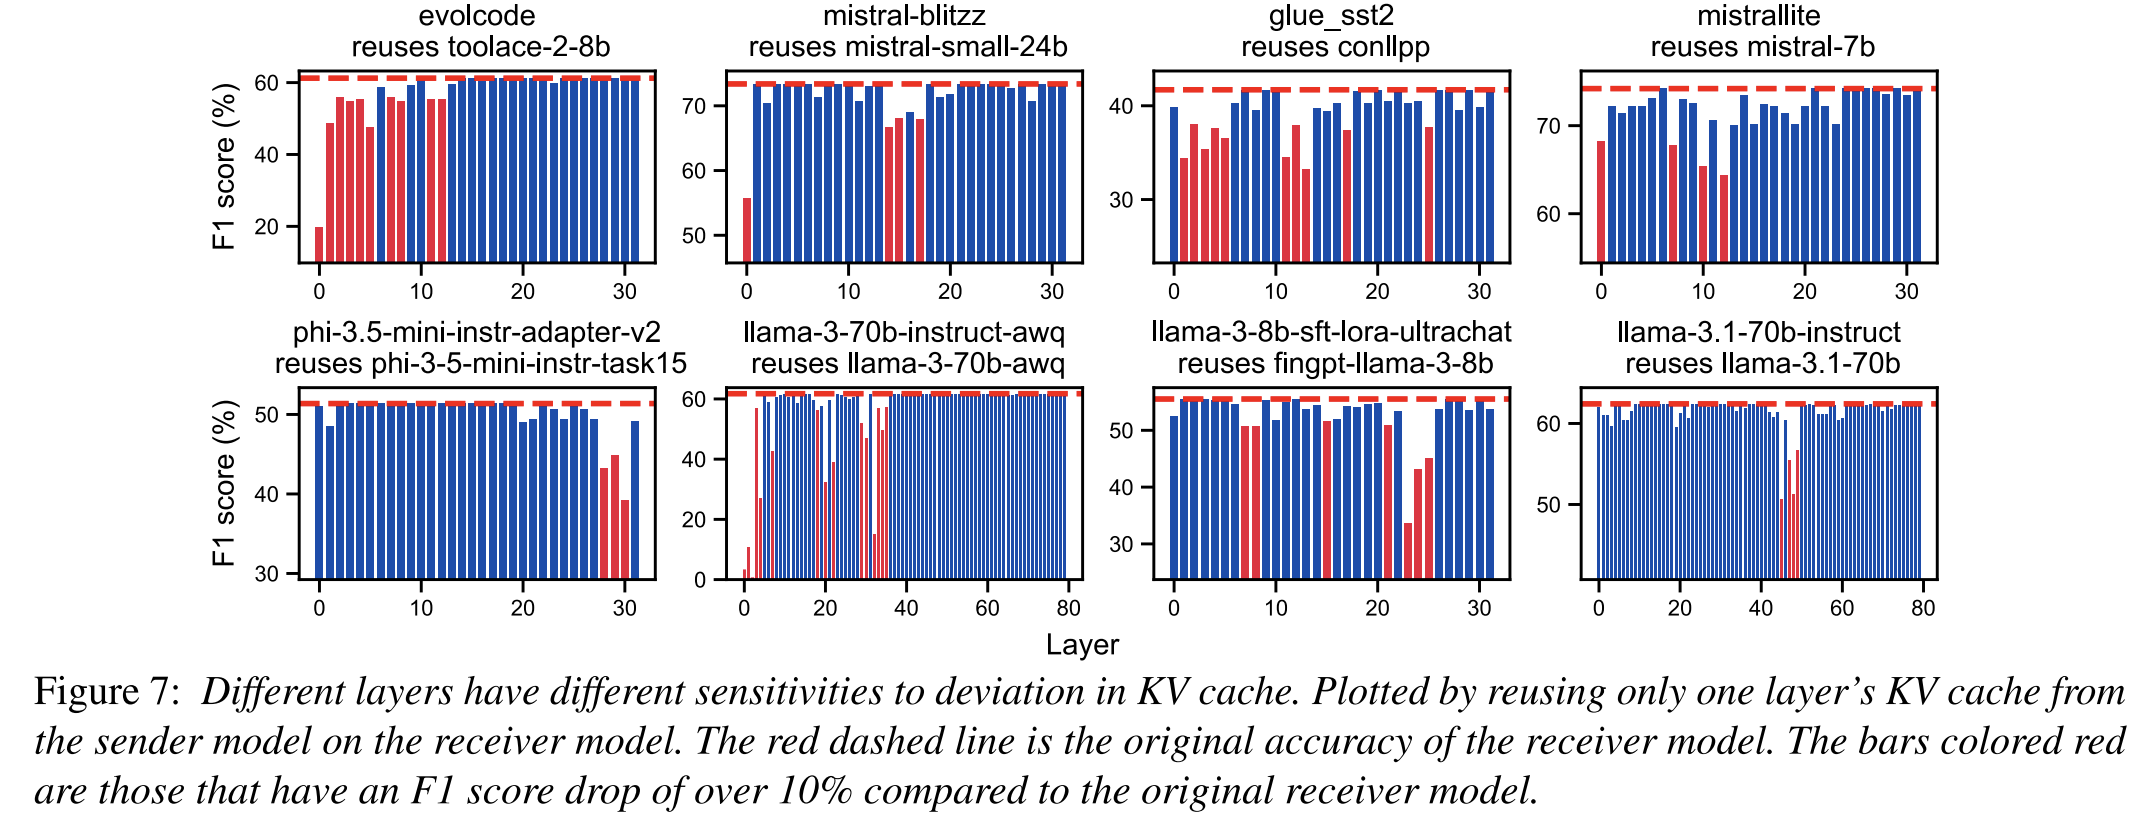 evolcode
reuses toolace-2-8b
mistral-blitzz
reuses mistral-small-24b
glue_sst2
reuses conllpp
mistrallite
reuses mistral-7b
F1 score (%)
60
40
20
0 10 20 30
70
60
50
0 10 20 30
40
30
0 10 20 30
70
60
0 10 20 30
phi-3.5-mini-instr-adapter-v2
reuses phi-3-5-mini-instr-task15
llama-3-70b-instruct-awq
reuses llama-3-70b-awq
llama-3-8b-sft-lora-ultrachat
reuses fingpt-llama-3-8b
llama-3.1-70b-instruct
reuses llama-3.1-70b
F1 score (%)
50
40
30
0 10 20 30
60
40
20
0
0 20 40 60 80
50
40
30
0 10 20 30
60
50
0 20 40 60 80
Layer
Figure 7: Different layers have different sensitivities to deviation in KV cache. Plotted by reusing only one layer's KV cache from
the sender model on the receiver model. The red dashed line is the original accuracy of the receiver model. The bars colored red
are those that have an F1 score drop of over 10% compared to the original receiver model.